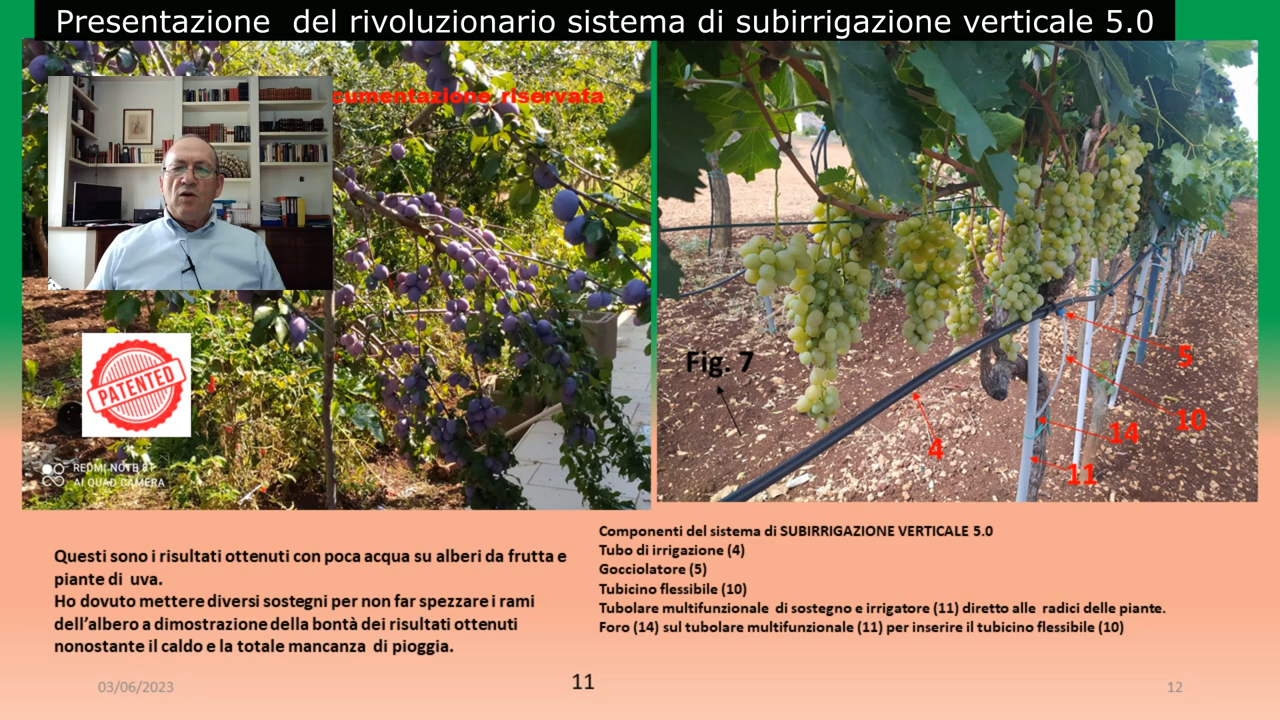 Presentazione del rivoluzionario sistema di subirrigazione verticale 5.0
riservata
PATENTED
REDMI NOTE 8T
AI QUAD CAMERA
Fig. 7
5
10
14
4
11
Questi sono i risultati ottenuti con poca acqua su alberi da frutta e
piante di uva.
Ho dovuto mettere diversi sostegni per non far spezzare i rami
dell’albero a dimostrazione della bontà dei risultati ottenuti
nonostante il caldo e la totale mancanza di pioggia.
Componenti del sistema di SUBIRRIGAZIONE VERTICALE 5.0
Tubo di irrigazione (4)
Gocciolatore (5)
Tubicino flessibile (10)
Tubolare multifunzionale di sostegno e irrigatore (11) diretto alle radici delle piante.
Foro (14) sul tubolare multifunzionale (11) per inserire il tubicino flessibile (10)
03/06/2023
11
12